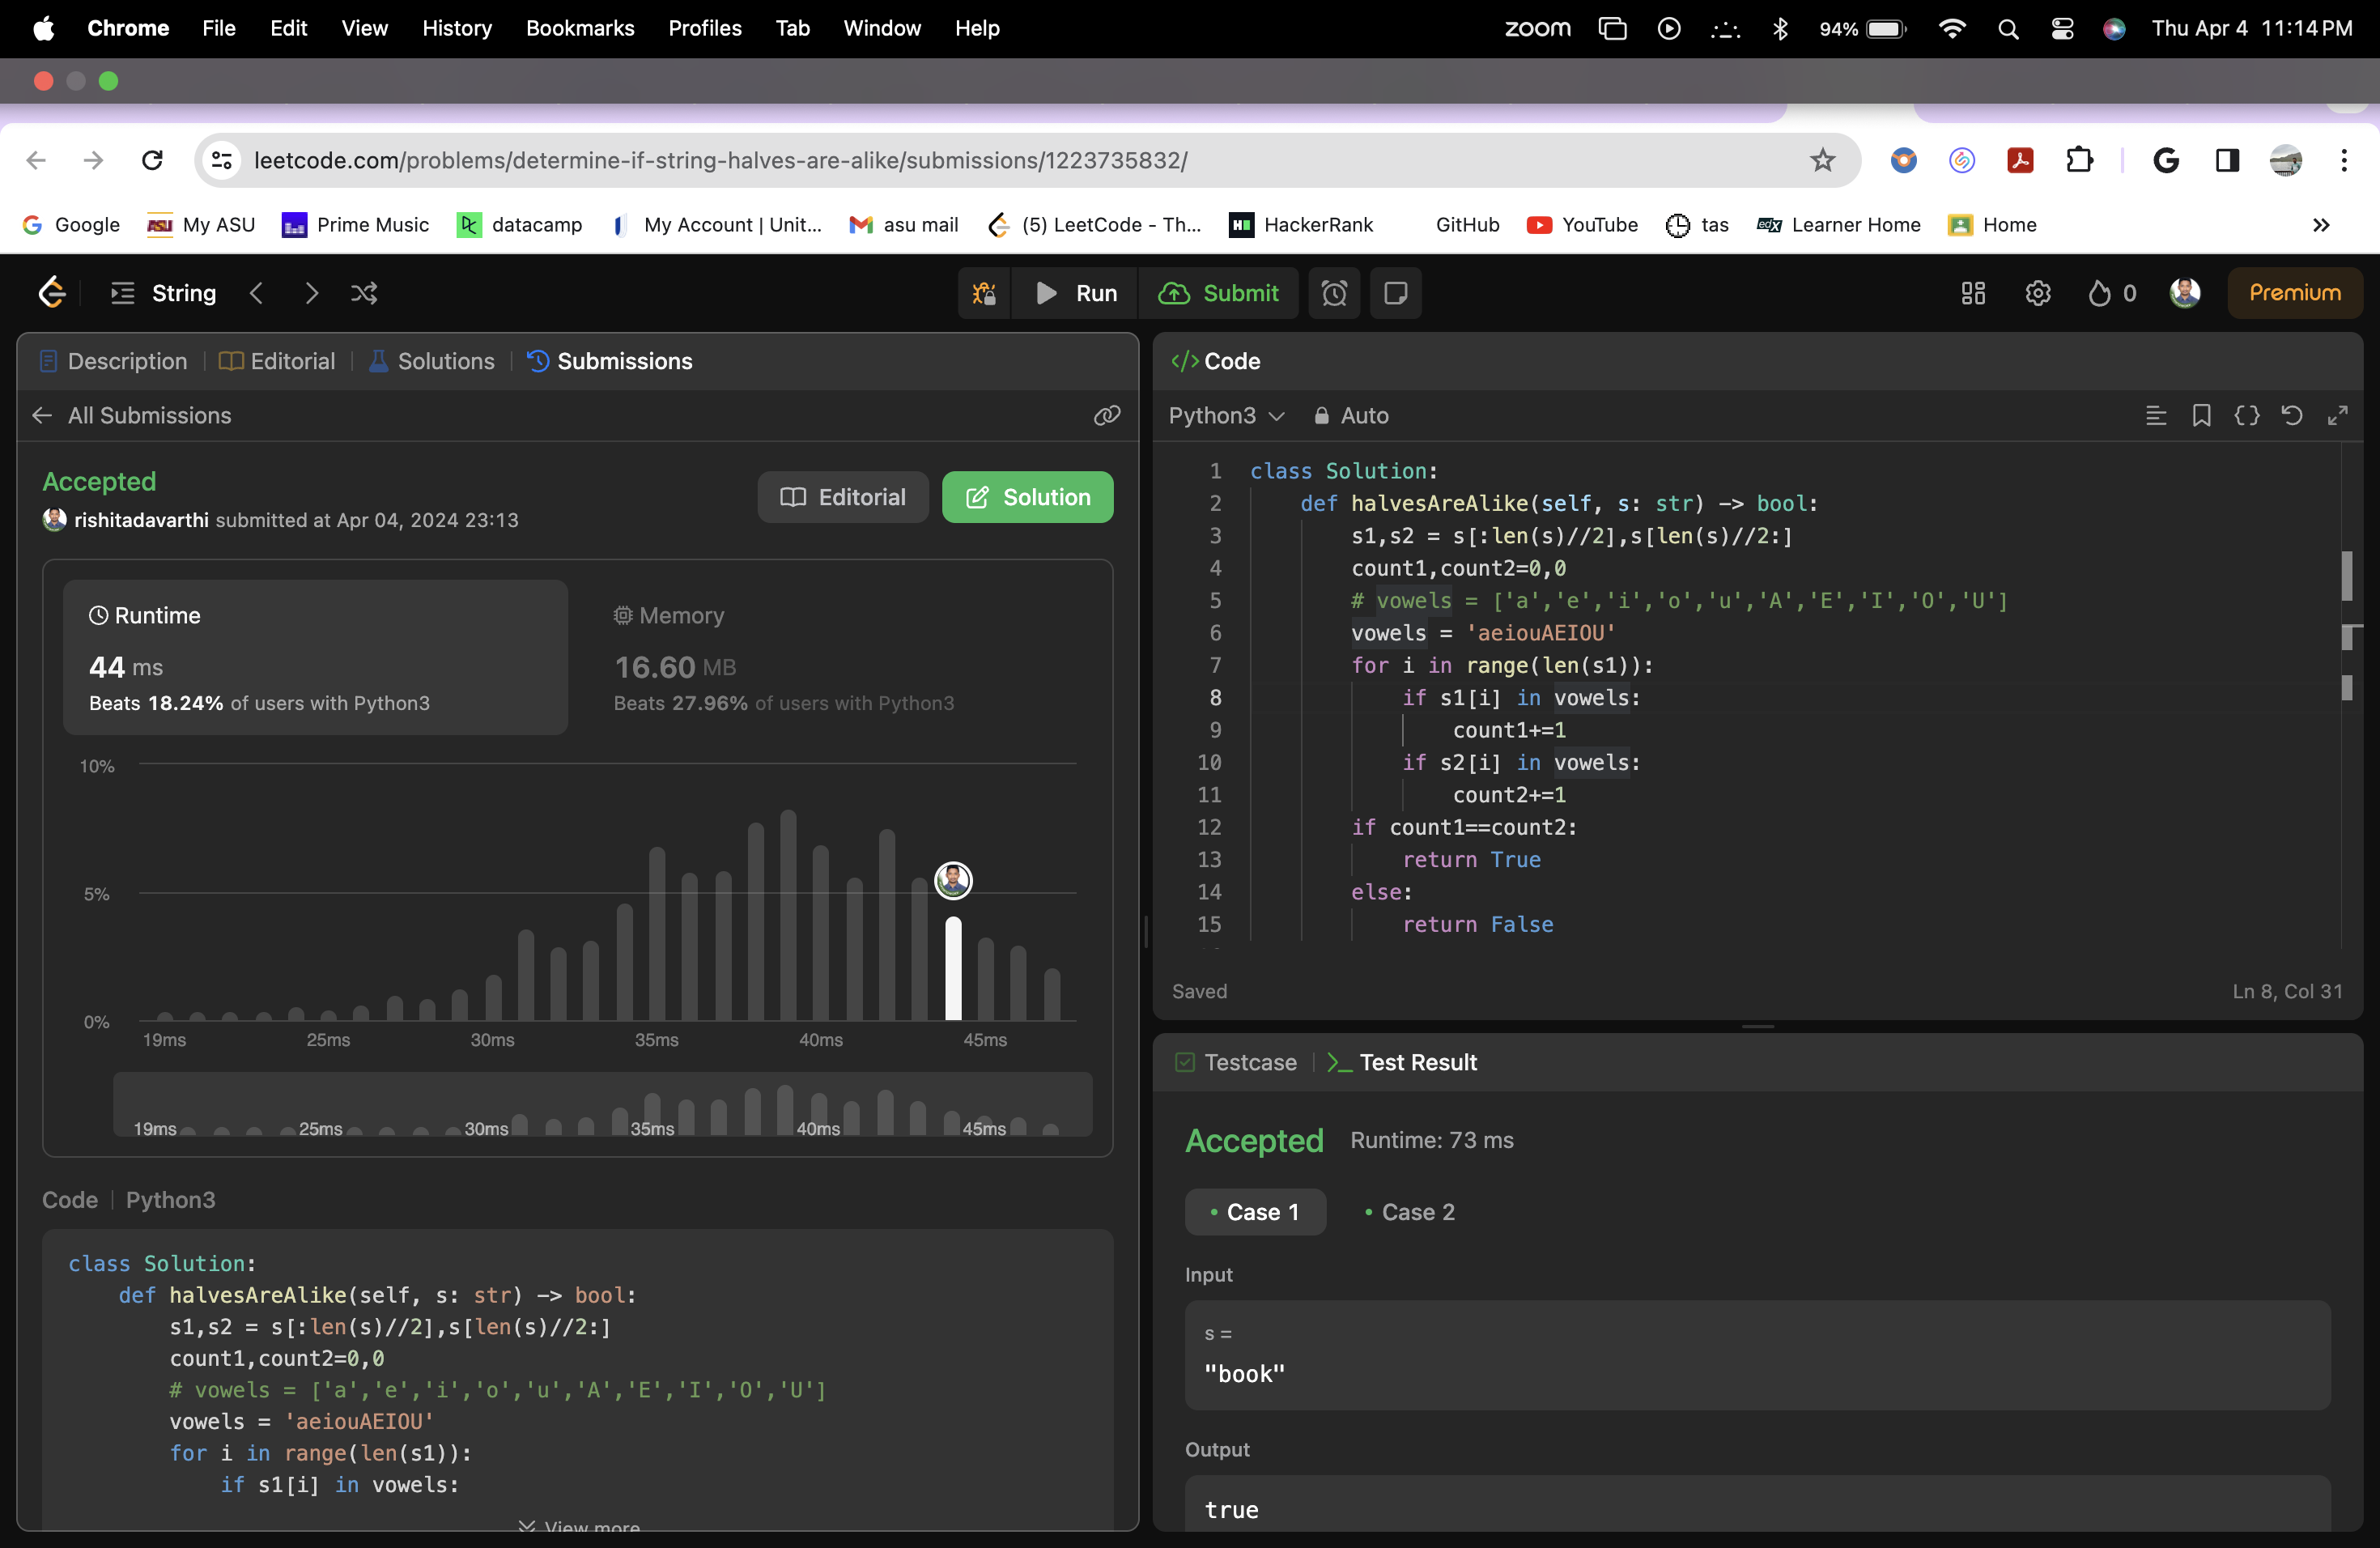 Chrome File Edit View History Bookmarks Profiles Tab Window Help zoom 94% Thu Apr 4 11:14 PM
leetcode.com/problems/determine-if-string-halves-are-alike/submissions/1223735832/
Google My ASU Prime Music datacamp My Account | Unit... asu mail (5) LeetCode - Th... HackerRank GitHub YouTube tas Learner Home Home
String Run Submit 0 Premium
Description Editorial Solutions Submissions
All Submissions
Accepted
rishitadavarthi submitted at Apr 04, 2024 23:13
Editorial Solution
Runtime
44 ms
Beats 18.24% of users with Python3
Memory
16.60 MB
Beats 27.96% of users with Python3
10%
5%
0%
19ms 25ms 30ms 35ms 40ms 45ms
19ms 25ms 30ms 35ms 40ms 45ms
Code | Python3
class Solution:
def halvesAreAlike(self, s: str) -> bool:
s1,s2 = s[:len(s)//2],s[len(s)//2:]
count1,count2=0,0
# vowels = ['a','e','i','o','u','A','E','I','O','U']
vowels = 'aeiouAEIOU'
for i in range(len(s1)):
if s1[i] in vowels:
View more
</> Code
Python3 Auto
1 class Solution:
2 def halvesAreAlike(self, s: str) -> bool:
3 s1,s2 = s[:len(s)//2],s[len(s)//2:]
4 count1,count2=0,0
5 # vowels = ['a','e','i','o','u','A','E','I','O','U']
6 vowels = 'aeiouAEIOU'
7 for i in range(len(s1)):
8 if s1[i] in vowels:
9 count1+=1
10 if s2[i] in vowels:
11 count2+=1
12 if count1==count2:
13 return True
14 else:
15 return False
Saved Ln 8, Col 31
Testcase Test Result
Accepted Runtime: 73 ms
Case 1 Case 2
Input
s =
"book"
Output
true